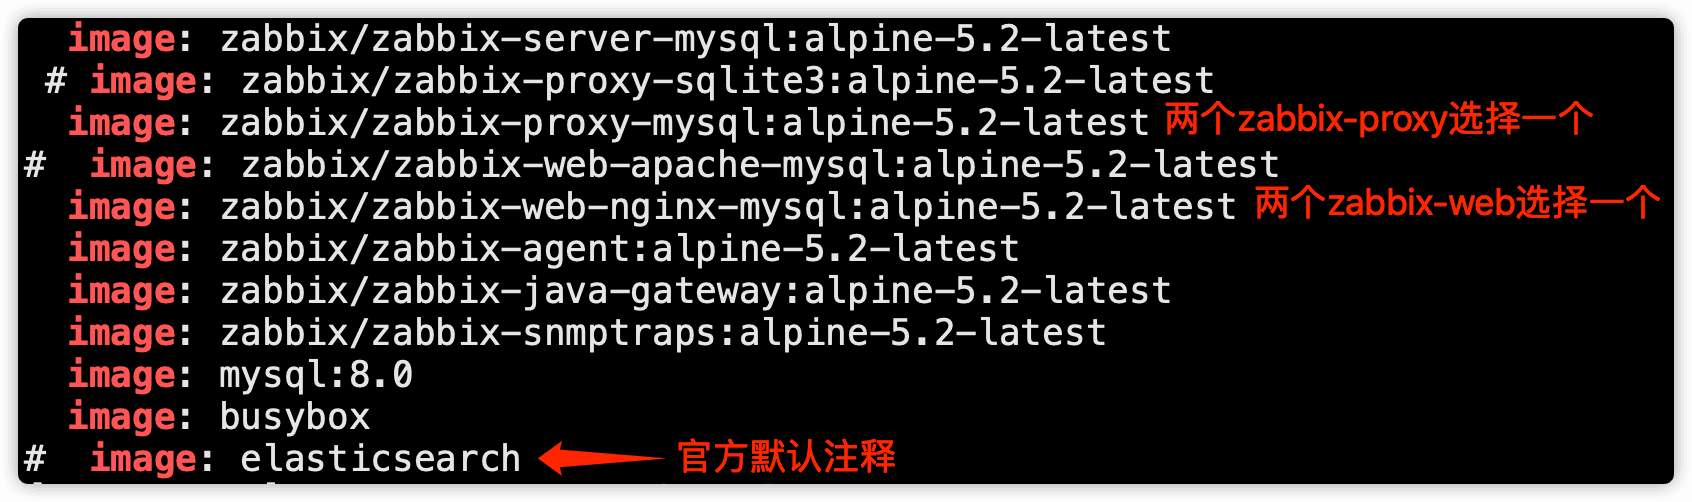 image: zabbix/zabbix-server-mysql:alpine-5.2-latest
# image: zabbix/zabbix-proxy-sqlite3:alpine-5.2-latest
image: zabbix/zabbix-proxy-mysql:alpine-5.2-latest 两个zabbix-proxy选择一个
#  image: zabbix/zabbix-web-apache-mysql:alpine-5.2-latest
image: zabbix/zabbix-web-nginx-mysql:alpine-5.2-latest 两个zabbix-web选择一个
image: zabbix/zabbix-agent:alpine-5.2-latest
image: zabbix/zabbix-java-gateway:alpine-5.2-latest
image: zabbix/zabbix-snmptraps:alpine-5.2-latest
image: mysql:8.0
image: busybox
#  image: elasticsearch 官方默认注释